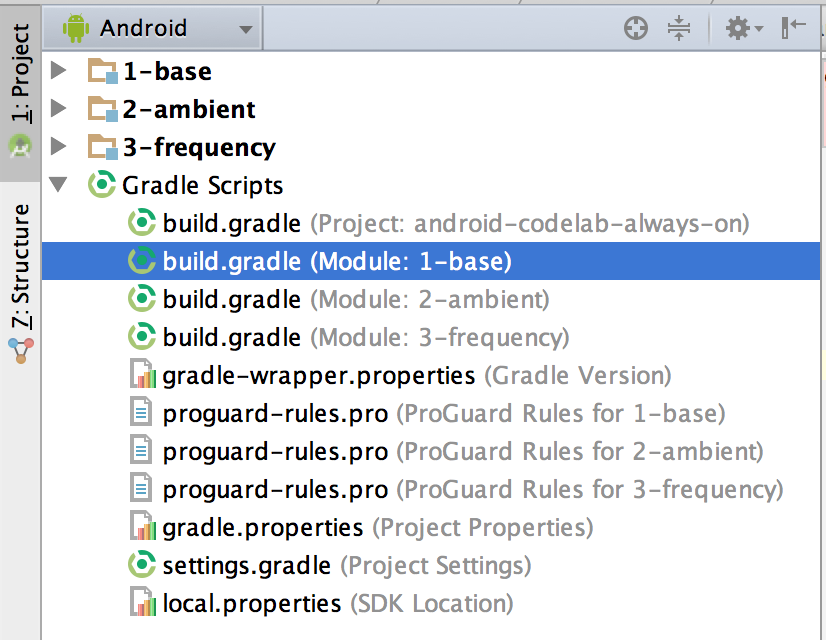 Android
1: Project
7: Structure
1-base
2-ambient
3-frequency
Gradle Scripts
build.gradle (Project: android-codelab-always-on)
build.gradle (Module: 1-base)
build.gradle (Module: 2-ambient)
build.gradle (Module: 3-frequency)
gradle-wrapper.properties (Gradle Version)
proguard-rules.pro (ProGuard Rules for 1-base)
proguard-rules.pro (ProGuard Rules for 2-ambient)
proguard-rules.pro (ProGuard Rules for 3-frequency)
gradle.properties (Project Properties)
settings.gradle (Project Settings)
local.properties (SDK Location)